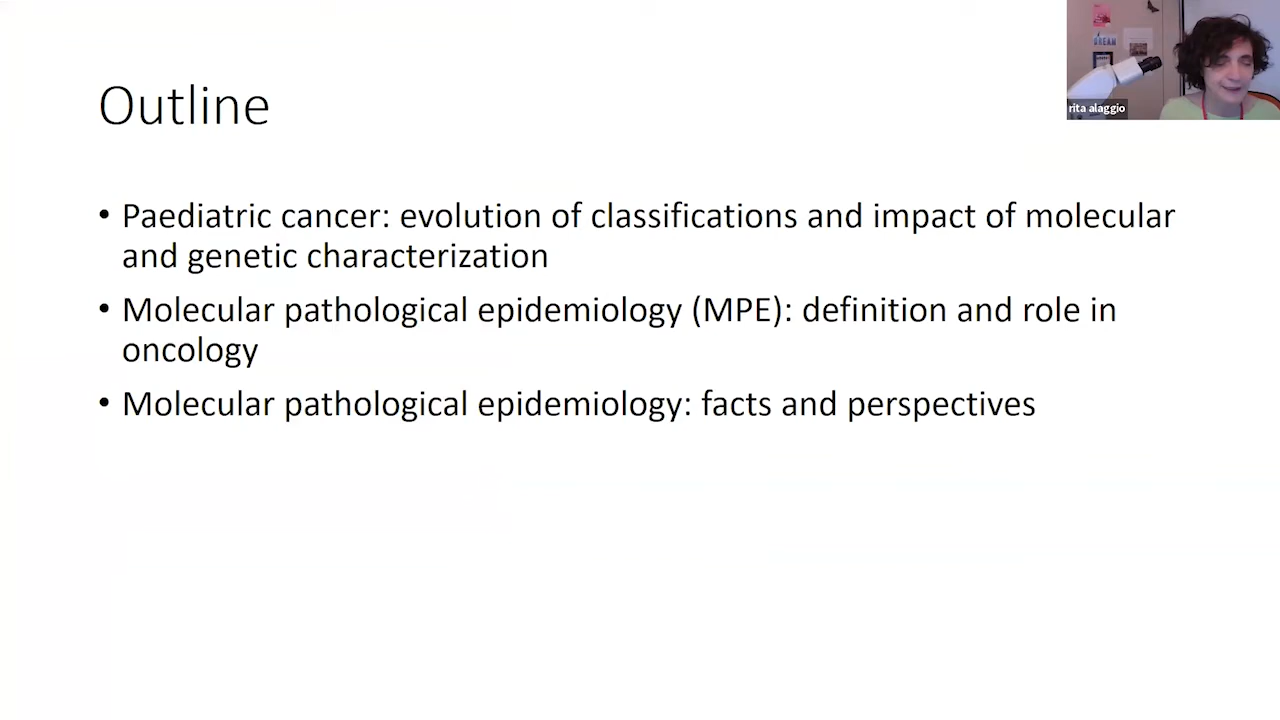 rita alaggio
DREAM
Outline
• Paediatric cancer: evolution of classifications and impact of molecular
and genetic characterization
• Molecular pathological epidemiology (MPE): definition and role in
oncology
• Molecular pathological epidemiology: facts and perspectives